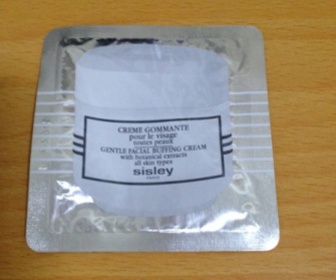 CREME GOMMANTE
pour le visage
toutes peaux
GENTLE FACIAL BUFFING CREAM
with botanical extracts
all skin types
sisley
PARIS